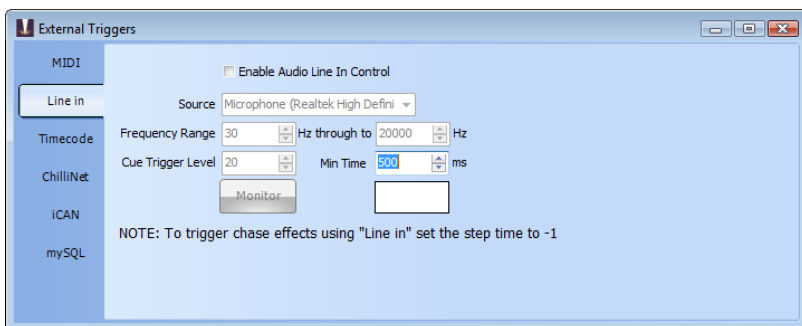 External Triggers
MIDI
Line in
Timecode
ChilliNet
iCAN
mySQL
Enable Audio Line In Control
Source Microphone (Realtek High Defini
Frequency Range 30 Hz through to 20000 Hz
Cue Trigger Level 20 Min Time 500 ms
Monitor
NOTE: To trigger chase effects using "Line in" set the step time to -1